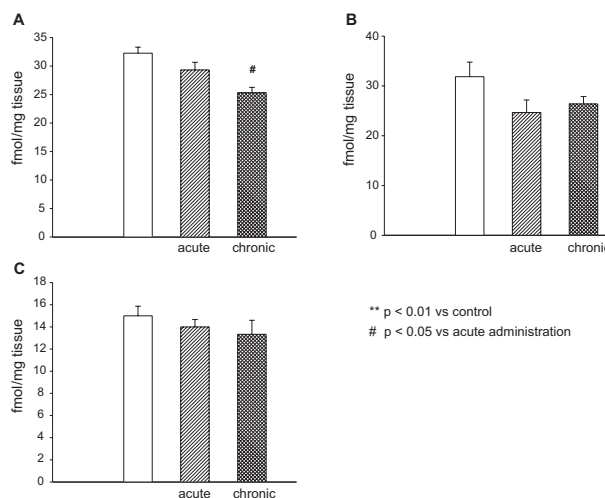 A
35
30
25
20
15
10
5
0
fmol/mg tissue
#
acute chronic
B
40
30
20
10
0
fmol/mg tissue
acute chronic
C
18
16
14
12
10
8
6
4
2
0
fmol/mg tissue
acute chronic
** p < 0.01 vs control
# p < 0.05 vs acute administration